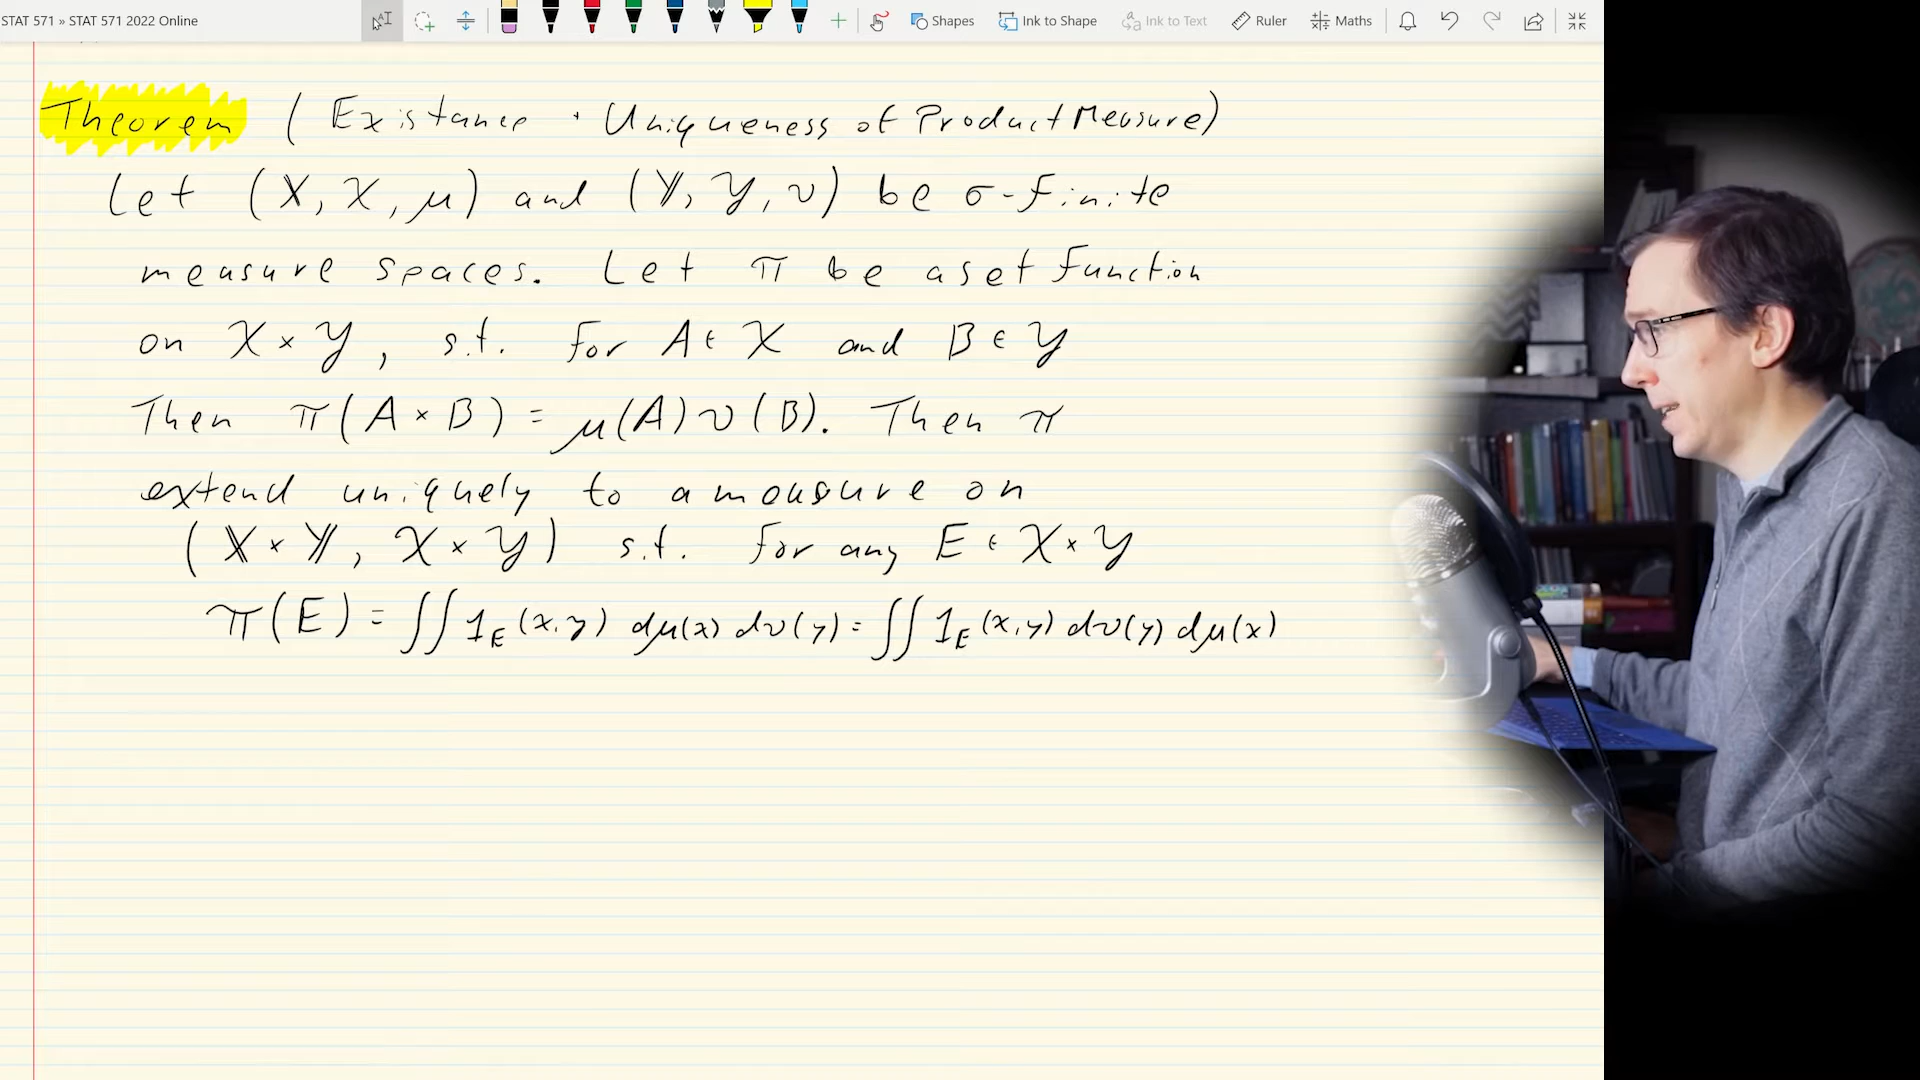 STAT 571 » STAT 571 2022 Online
Shapes Ink to Shape Ink to Text Ruler Maths
Theorem ( Existance + Uniqueness of Product Measure)
Let (𝕏, 𝒳, μ) and (𝕐, 𝒴, ν) be σ-finite
measure spaces. Let π be a set function
on 𝒳 × 𝒴, s.t. for A ∈ 𝒳 and B ∈ 𝒴
Then π(A × B) = μ(A) ν(B). Then π
extend uniquely to a measure on
(𝕏 × 𝕐, 𝒳 × 𝒴) s.t. for any E ∈ 𝒳 × 𝒴
π(E) = ∫∫ 1_E (x,y) dμ(x) dν(y) = ∫∫ 1_E (x,y) dν(y) dμ(x)